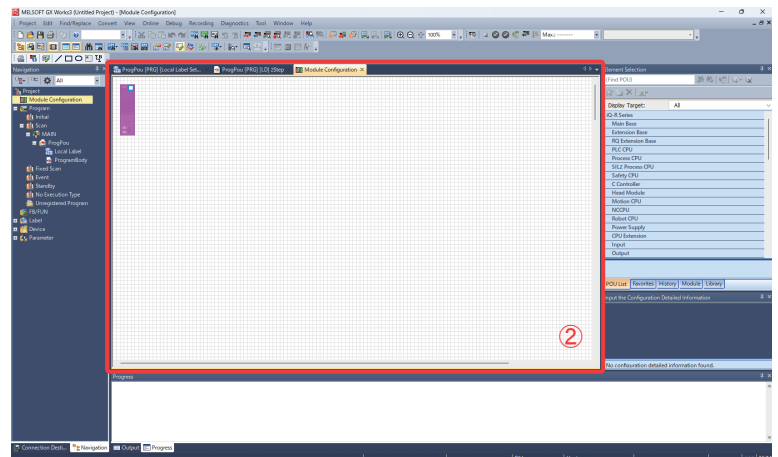 MELSOFT GX Works3 (Untitled Project) - [Module Configuration]
Project Edit Find/Replace Convert View Online Debug Recording Diagnostics Tool Window Help
100%
Max.:
Navigation
All
Project
Module Configuration
Program
Initial
Scan
MAIN
ProgPou
Local Label
ProgramBody
Fixed Scan
Event
Standby
No Execution Type
Unregistered Program
FB/FUN
Label
Device
Parameter
Connection Desti...
Navigation
ProgPou [PRG] [Local Label Set...
ProgPou [PRG] [LD] 1Step
Module Configuration
②
Progress
Output
Progress
Element Selection
(Find POU)
Display Target: All
iQ-R Series
Main Base
Extension Base
RQ Extension Base
PLC CPU
Process CPU
SIL2 Process CPU
Safety CPU
C Controller
Head Module
Motion CPU
NCCPU
Robot CPU
Power Supply
CPU Extension
Input
Output
POU List Favorites History Module Library
Input the Configuration Detailed Information
No configuration detailed information found.